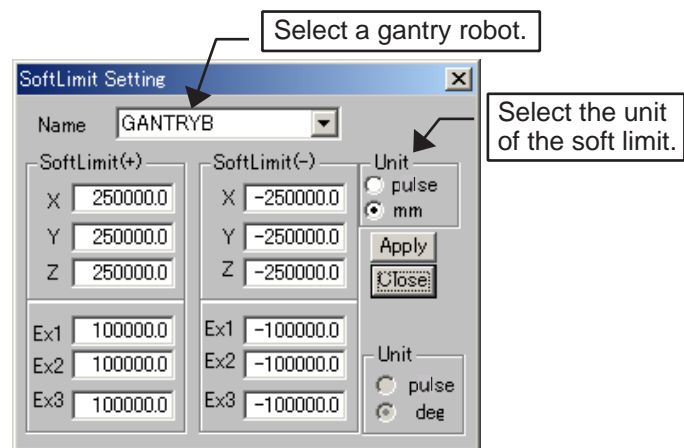 Select a gantry robot.
SoftLimit Setting
Name GANTRYB
Select the unit
of the soft limit.
SoftLimit(+) SoftLimit(-) Unit
X 250000.0 X -250000.0 pulse
mm
Y 250000.0 Y -250000.0 Apply
Z 250000.0 Z -250000.0 Close
Ex1 100000.0 Ex1 -100000.0
Ex2 100000.0 Ex2 -100000.0 Unit
pulse
Ex3 100000.0 Ex3 -100000.0 deg